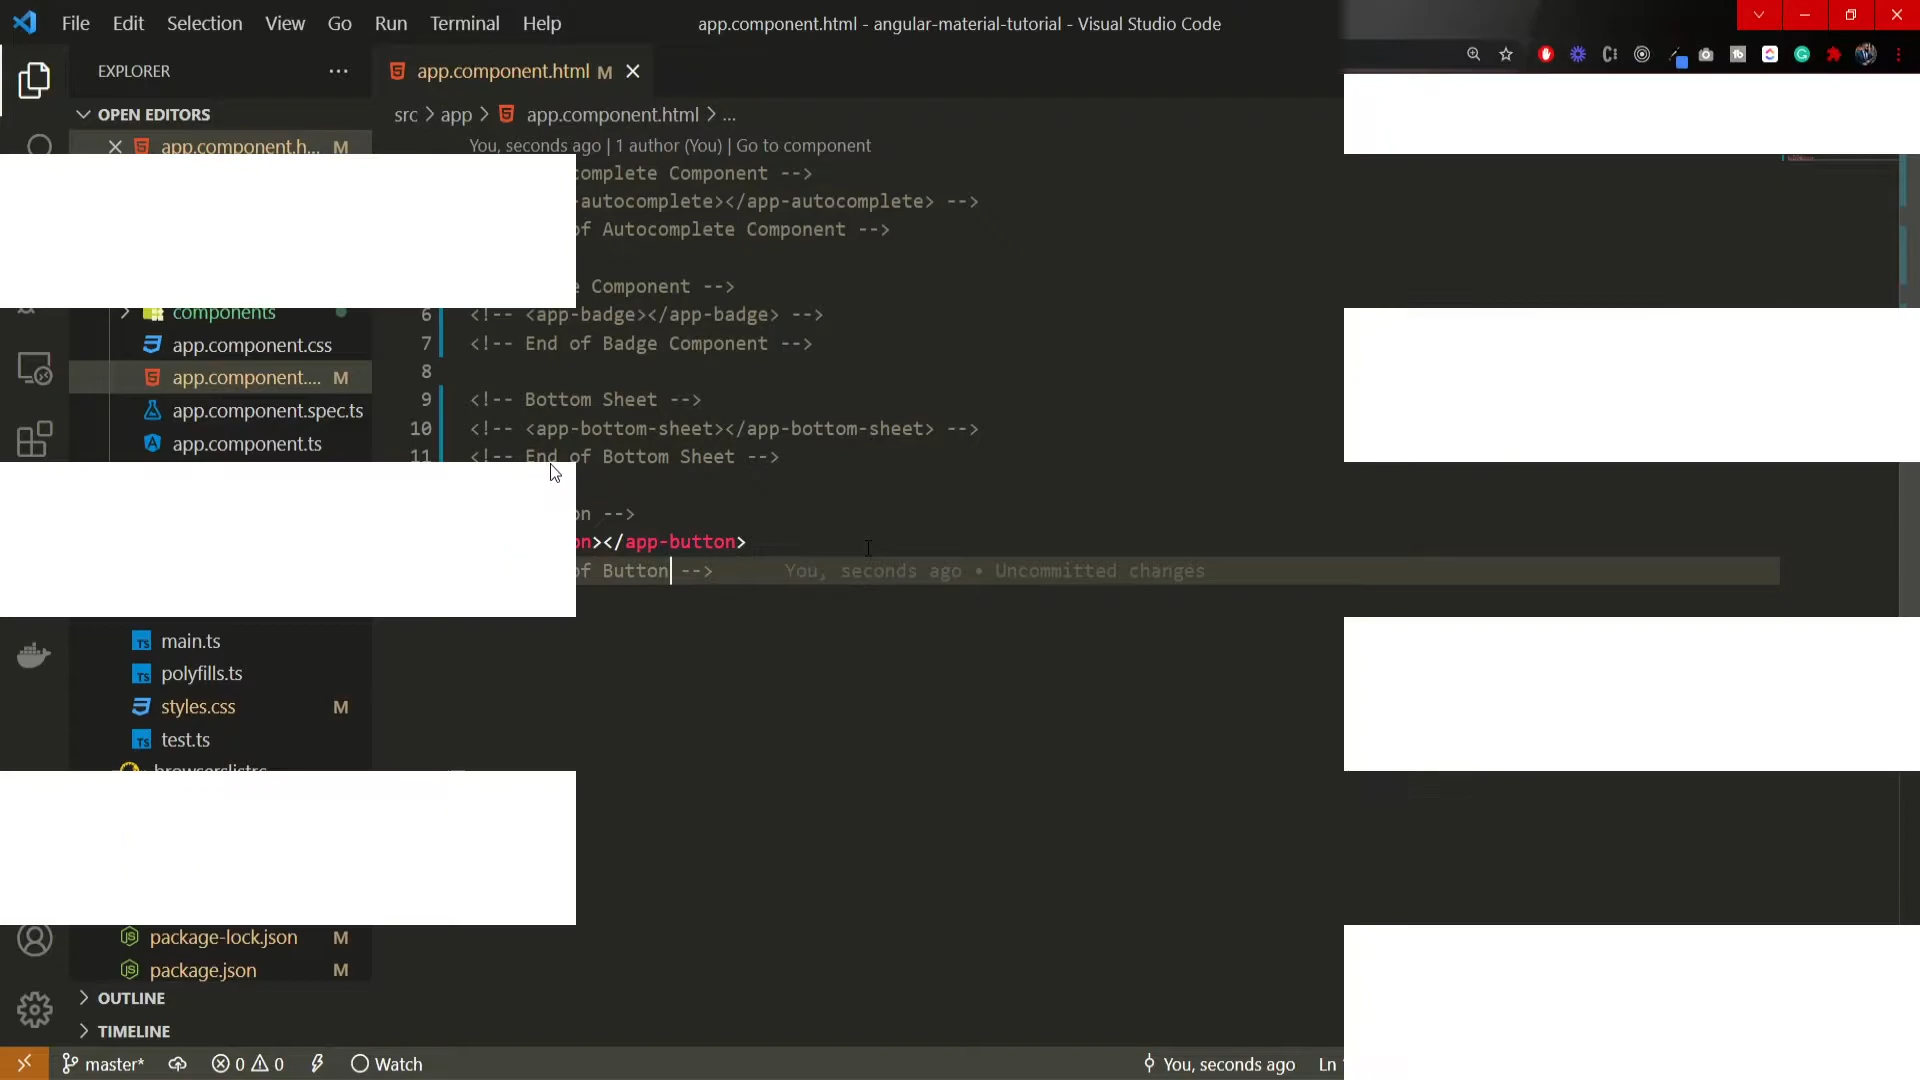 File Edit Selection View Go Run Terminal Help
app.component.html - angular-material-tutorial - Visual Studio Code
EXPLORER
app.component.html M
OPEN EDITORS
src > app > app.component.html > ...
app.component.h... M
You, seconds ago | 1 author (You) | Go to component
Component -->
autocomplete></app-autocomplete> -->
of Autocomplete Component -->
Component -->
components
6 <!-- <app-badge></app-badge> -->
app.component.css
7 <!-- End of Badge Component -->
app.component.... M
8
9 <!-- Bottom Sheet -->
app.component.spec.ts
10 <!-- <app-bottom-sheet></app-bottom-sheet> -->
app.component.ts
11 <!-- End of Bottom Sheet -->
-->
></app-button>
of Button -->
You, seconds ago • Uncommitted changes
main.ts
polyfills.ts
styles.css M
test.ts
package-lock.json M
package.json M
OUTLINE
TIMELINE
master* 0 0 Watch
You, seconds ago Ln